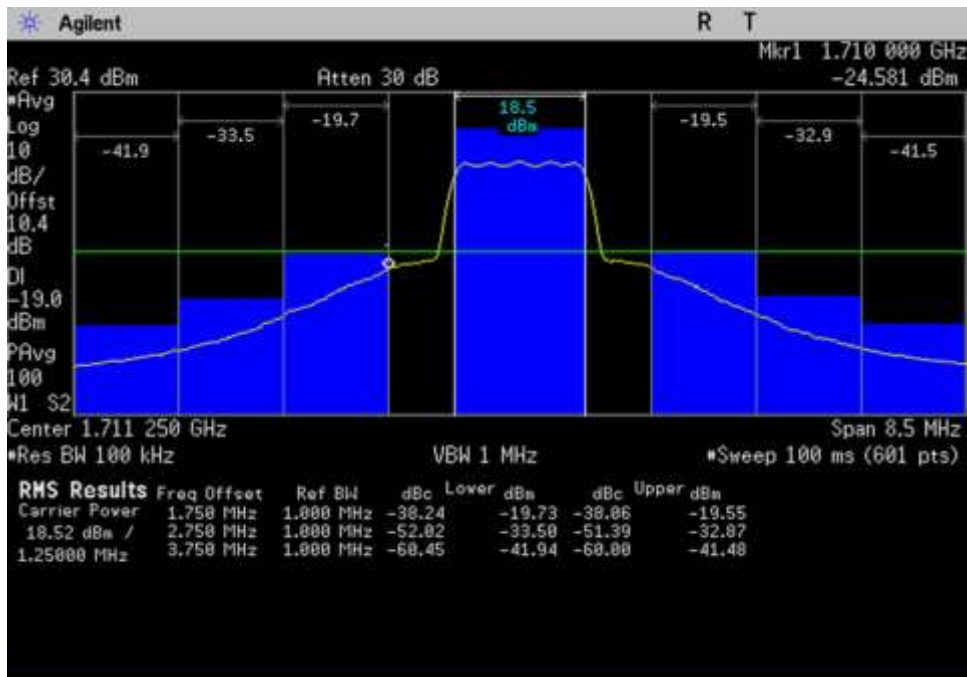 Agilent R T
Mkr1 1.710 000 GHz
Ref 30.4 dBm Atten 30 dB -24.581 dBm
#Avg
Log
10
dB/
Offst
10.4
dB
DI
-19.0
dBm
PAvg
100
W1 S2
18.5
dBm
-19.7
-19.5
-33.5
-32.9
-41.9
-41.5
Center 1.711 250 GHz Span 8.5 MHz
#Res BW 100 kHz VBW 1 MHz #Sweep 100 ms (601 pts)
RMS Results Freq Offset Ref BW dBc Lower dBm dBc Upper dBm
Carrier Power 1.750 MHz 1.000 MHz -38.24 -19.73 -38.06 -19.55
18.52 dBm / 2.750 MHz 1.000 MHz -52.02 -33.50 -51.39 -32.87
1.25000 MHz 3.750 MHz 1.000 MHz -60.45 -41.94 -60.00 -41.48